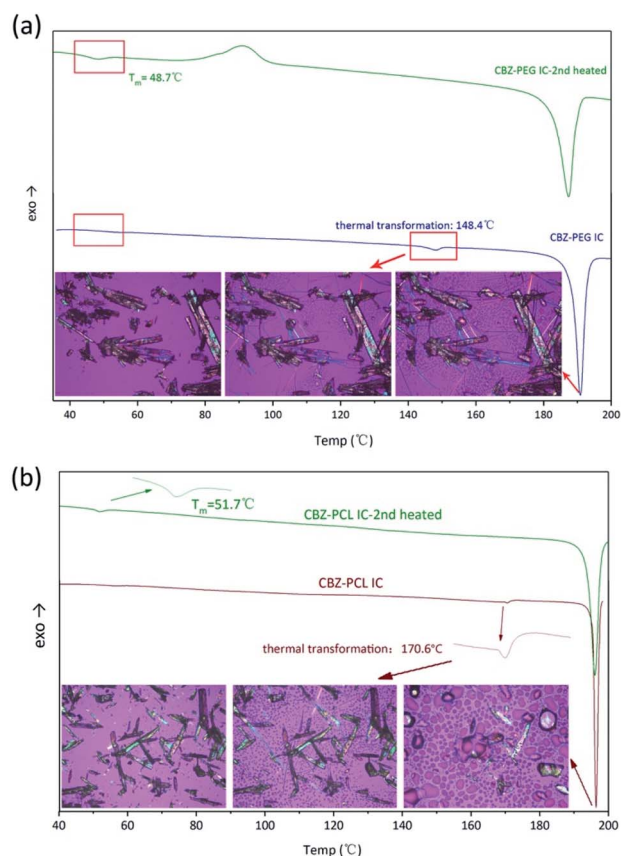 (a)
T_m= 48.7℃
CBZ-PEG IC-2nd heated
exo →
thermal transformation: 148.4℃
CBZ-PEG IC
40 60 80 100 120 140 160 180 200
Temp (℃)
(b)
T_m=51.7℃
CBZ-PCL IC-2nd heated
CBZ-PCL IC
exo →
thermal transformation: 170.6°C
40 60 80 100 120 140 160 180 200
Temp (℃)